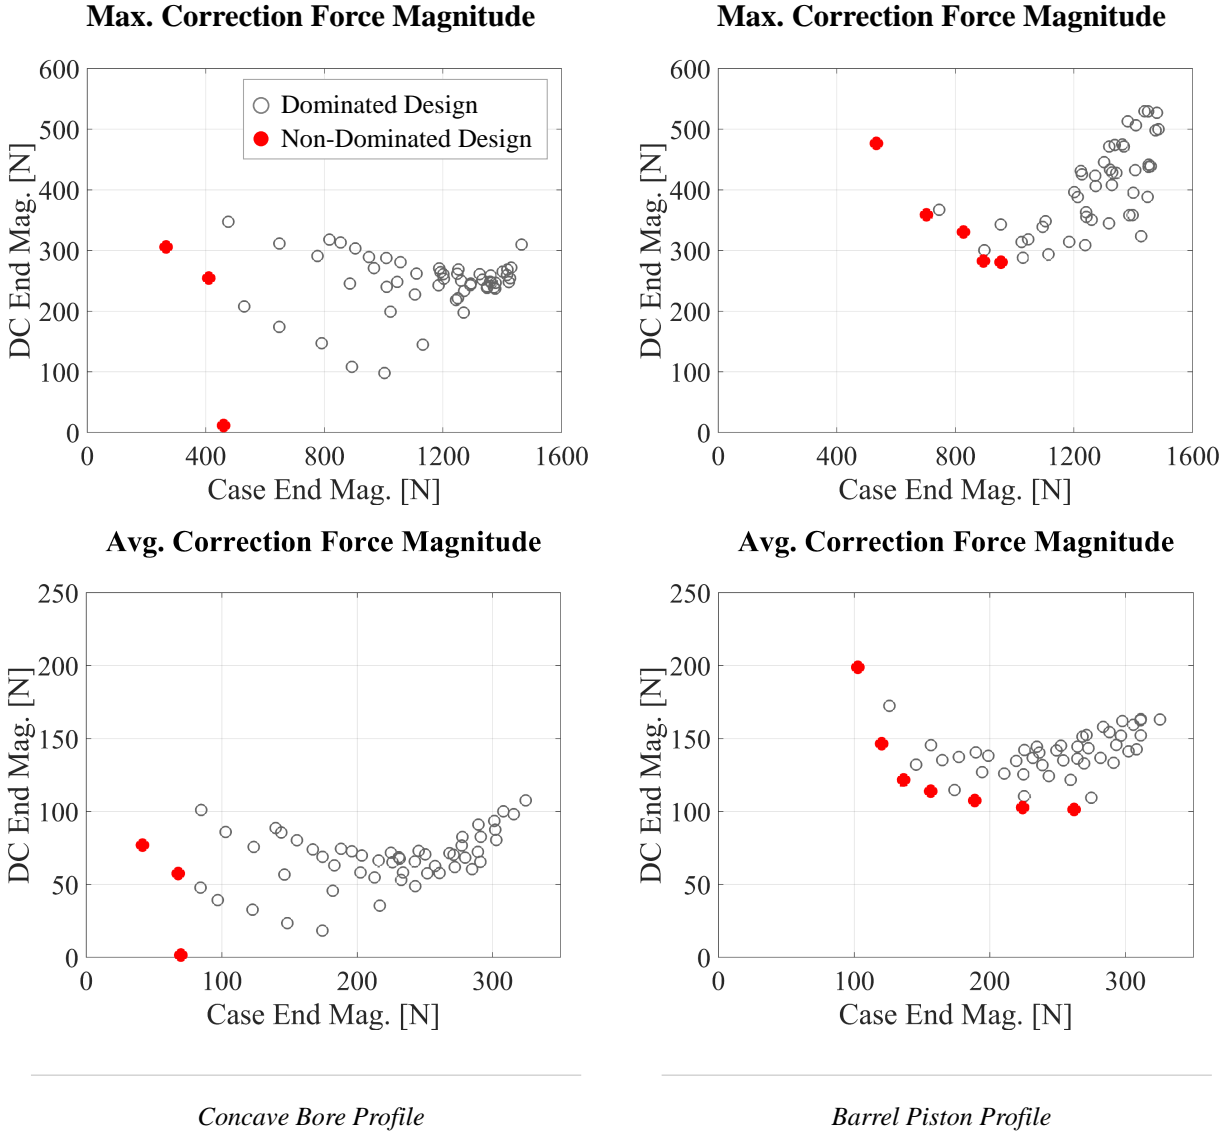 Max. Correction Force Magnitude
DC End Mag. [N]
600
500
400
300
200
100
0
0 400 800 1200 1600
Case End Mag. [N]
Dominated Design
Non-Dominated Design
Max. Correction Force Magnitude
DC End Mag. [N]
600
500
400
300
200
100
0
0 400 800 1200 1600
Case End Mag. [N]
Avg. Correction Force Magnitude
DC End Mag. [N]
250
200
150
100
50
0
0 100 200 300
Case End Mag. [N]
Avg. Correction Force Magnitude
DC End Mag. [N]
250
200
150
100
50
0
0 100 200 300
Case End Mag. [N]
Concave Bore Profile
Barrel Piston Profile